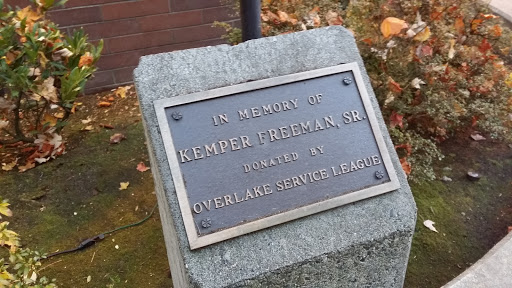 IN MEMORY OF
KEMPER FREEMAN, SR.
DONATED BY
OVERLAKE SERVICE LEAGUE